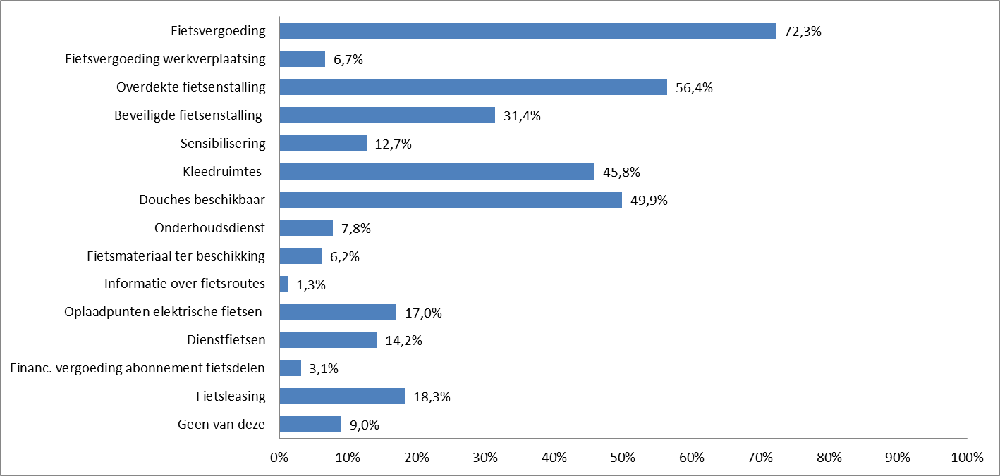 Fietsvergoeding 72,3%
Fietsvergoeding werkverplaatsing 6,7%
Overdekte fietsenstalling 56,4%
Beveiligde fietsenstalling 31,4%
Sensibilisering 12,7%
Kleedruimtes 45,8%
Douches beschikbaar 49,9%
Onderhoudsdienst 7,8%
Fietsmateriaal ter beschikking 6,2%
Informatie over fietsroutes 1,3%
Oplaadpunten elektrische fietsen 17,0%
Dienstfietsen 14,2%
Financ. vergoeding abonnement fietsdelen 3,1%
Fietsleasing 18,3%
Geen van deze 9,0%
0% 10% 20% 30% 40% 50% 60% 70% 80% 90% 100%